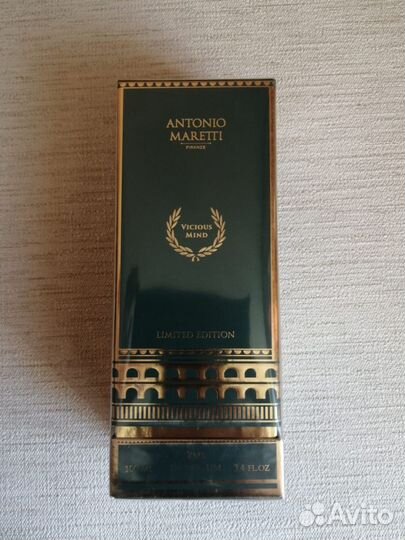 ANTONIO
MARETTI
FIRENZE
VICIOUS
MIND
LIMITED EDITION
3.4 FL.OZ
Avito